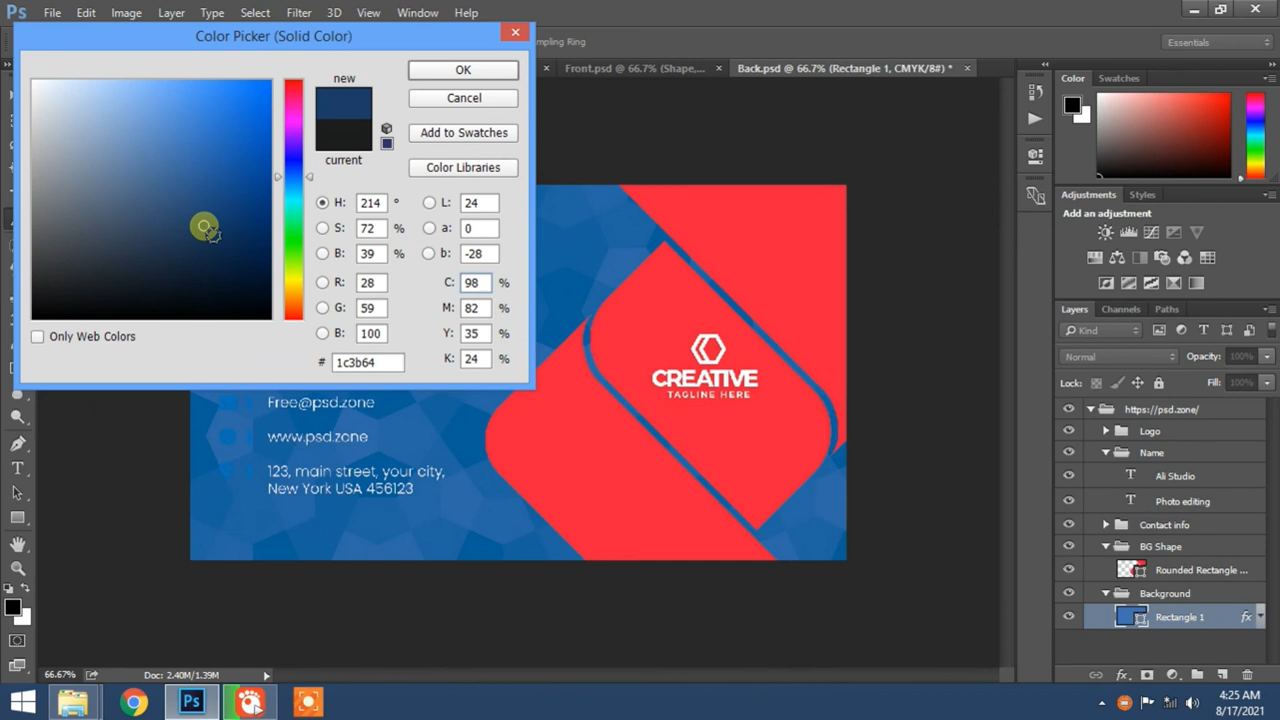 Ps File Edit Image Layer Type Select Filter 3D View Window Help
Color Picker (Solid Color)
mpling Ring
Essentials
Front.psd @ 66.7% (Shape,...
Back.psd @ 66.7% (Rectangle 1, CMYK/8#) *
new
current
OK
Cancel
Add to Swatches
Color Libraries
H: 214 °
S: 72 %
B: 39 %
R: 28
G: 59
B: 100
# 1c3b64
L: 24
a: 0
b: -28
C: 98 %
M: 82 %
Y: 35 %
K: 24 %
Only Web Colors
CREATIVE
TAGLINE HERE
Free@psd.zone
www.psd.zone
123, main street, your city,
New York USA 456123
Color Swatches
Adjustments Styles
Add an adjustment
Layers Channels Paths
Kind
Normal Opacity: 100%
Lock: Fill: 100%
https://psd.zone/
Logo
Name
T Ali Studio
T Photo editing
Contact info
BG Shape
Rounded Rectangle ...
Background
Rectangle 1 fx
66.67% Doc: 2.40M/1.39M
Ps
4:25 AM
8/17/2021